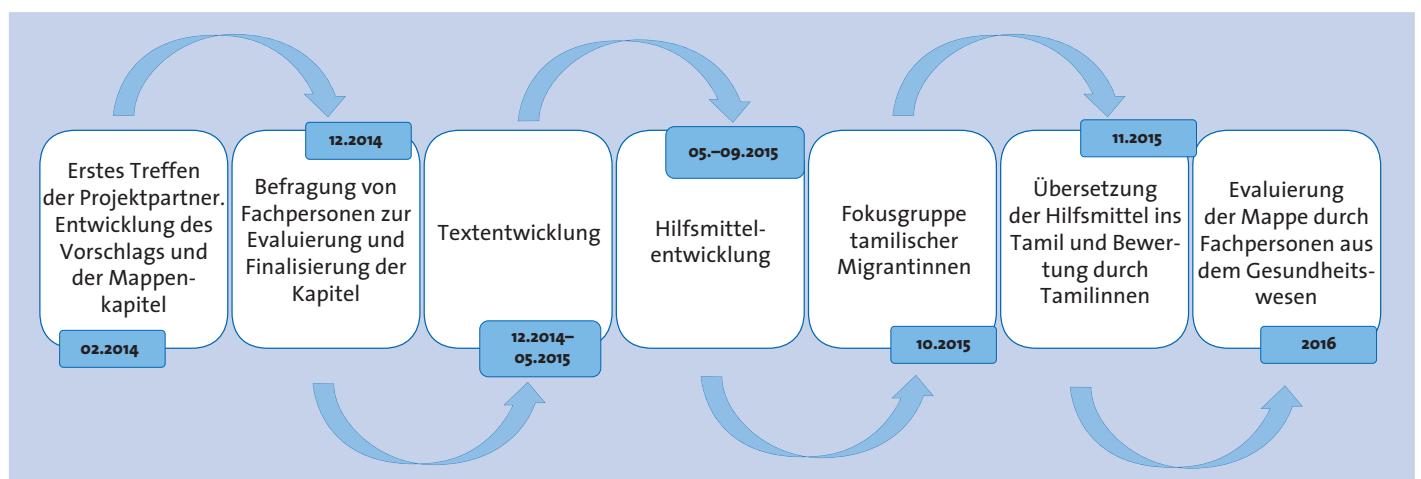 Erstes Treffen
der Projektpartner.
Entwicklung des
Vorschlags und
der Mappen-
kapitel
02.2014
12.2014
Befragung von
Fachpersonen zur
Evaluierung und
Finalisierung der
Kapitel
Textentwicklung
12.2014–
05.2015
05.–09.2015
Hilfsmittel-
entwicklung
Fokusgruppe
tamilischer
Migrantinnen
10.2015
11.2015
Übersetzung
der Hilfsmittel ins
Tamil und Bewer-
tung durch
Tamilinnen
Evaluierung
der Mappe durch
Fachpersonen aus
dem Gesundheits-
wesen
2016